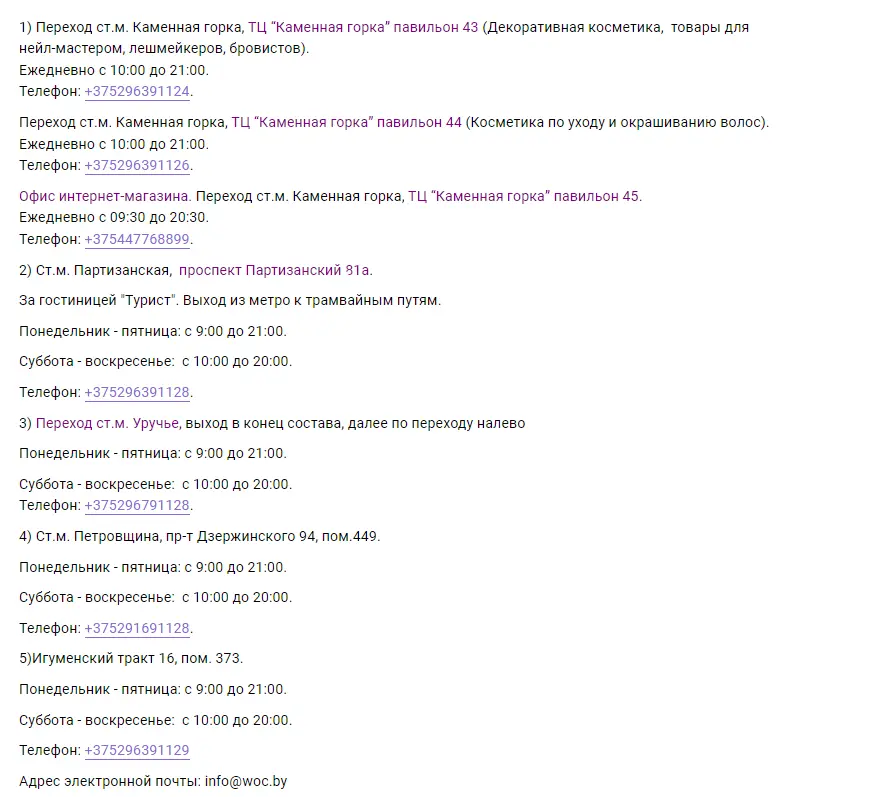 1) Переход ст.м. Каменная горка, ТЦ “Каменная горка” павильон 43 (Декоративная косметика,  товары для
нейл-мастером, лешмейкеров, бровистов).
Ежедневно с 10:00 до 21:00.
Телефон: +375296391124.
Переход ст.м. Каменная горка, ТЦ “Каменная горка” павильон 44 (Косметика по уходу и окрашиванию волос).
Ежедневно с 10:00 до 21:00.
Телефон: +375296391126.
Офис интернет-магазина. Переход ст.м. Каменная горка, ТЦ “Каменная горка” павильон 45.
Ежедневно с 09:30 до 20:30.
Телефон: +375447768899.
2) Ст.м. Партизанская,  проспект Партизанский 81а.
За гостиницей "Турист". Выход из метро к трамвайным путям.
Понедельник - пятница: с 9:00 до 21:00.
Суббота - воскресенье:  с 10:00 до 20:00.
Телефон: +375296391128.
3) Переход ст.м. Уручье, выход в конец состава, далее по переходу налево
Понедельник - пятница: с 9:00 до 21:00.
Суббота - воскресенье:  с 10:00 до 20:00.
Телефон: +375296791128.
4) Ст.м. Петровщина, пр-т Дзержинского 94, пом.449.
Понедельник - пятница: с 9:00 до 21:00.
Суббота - воскресенье:  с 10:00 до 20:00.
Телефон: +375291691128.
5)Игуменский тракт 16, пом. 373.
Понедельник - пятница: с 9:00 до 21:00.
Суббота - воскресенье:  с 10:00 до 20:00.
Телефон: +375296391129
Адрес электронной почты: info@woc.by